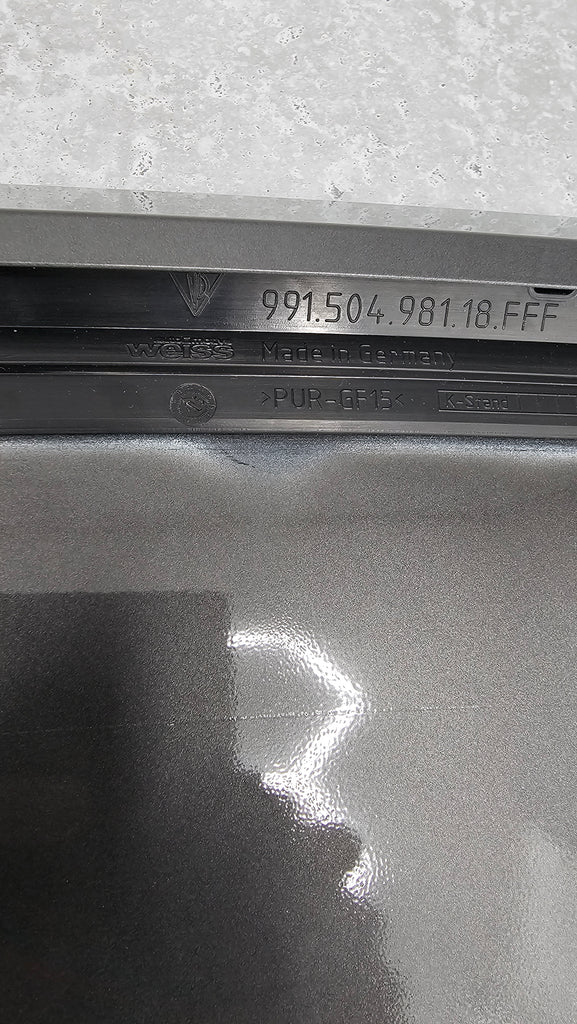 991.504.981.18.FFF
weiss Made in Germany
>PUR-GF15< K-Stand